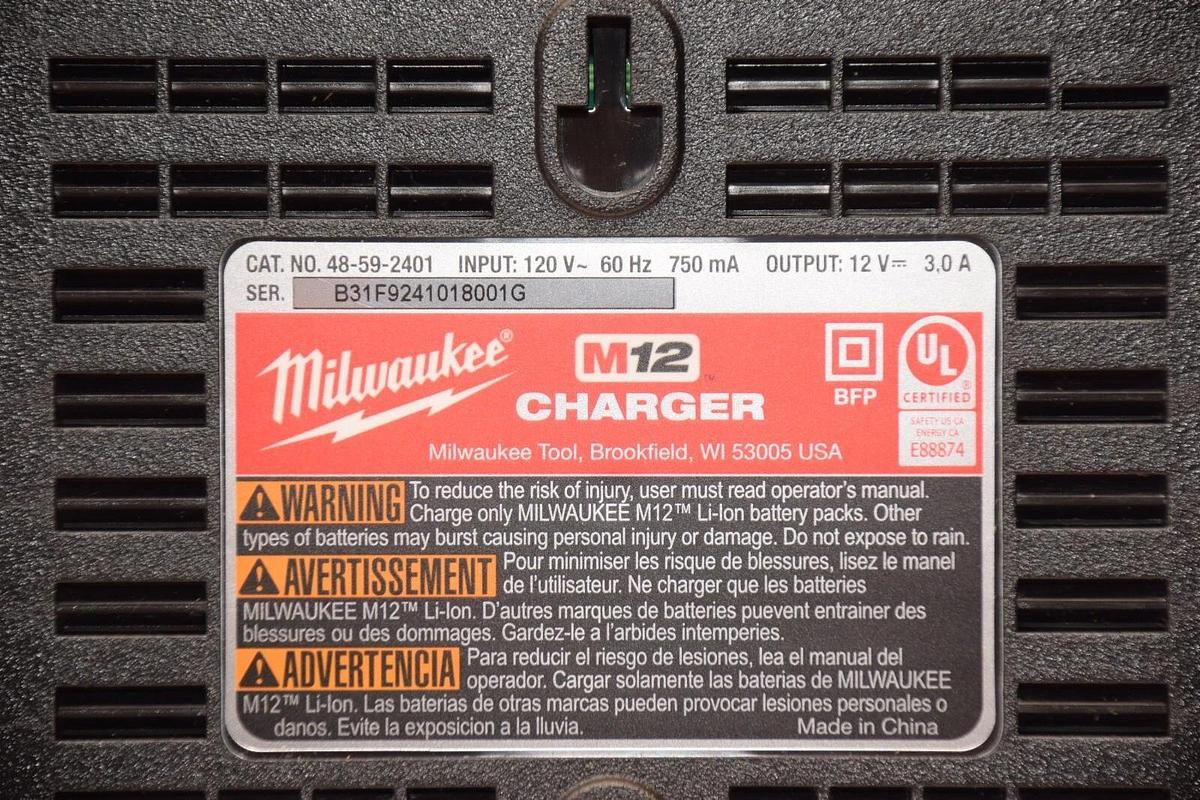 CAT. NO. 48-59-2401 INPUT: 120 V~ 60 Hz 750 mA OUTPUT: 12 V⎓ 3,0 A
SER. B31F9241018001G
Milwaukee®
M12™
CHARGER
BFP
UL®
CERTIFIED
SAFETY US CA
ENERGY CA
E88874
Milwaukee Tool, Brookfield, WI 53005 USA
WARNING To reduce the risk of injury, user must read operator's manual.
Charge only MILWAUKEE M12™ Li-Ion battery packs. Other
types of batteries may burst causing personal injury or damage. Do not expose to rain.
AVERTISSEMENT Pour minimiser les risque de blessures, lisez le manel
de l'utilisateur. Ne charger que les batteries
MILWAUKEE M12™ Li-Ion. D'autres marques de batteries puevent entrainer des
blessures ou des dommages. Gardez-le a l'arbides intemperies.
ADVERTENCIA Para reducir el riesgo de lesiones, lea el manual del
operador. Cargar solamente las baterias de MILWAUKEE
M12™ Li-Ion. Las baterias de otras marcas pueden provocar lesiones personales o
danos. Evite la exposicion a la lluvia. Made in China